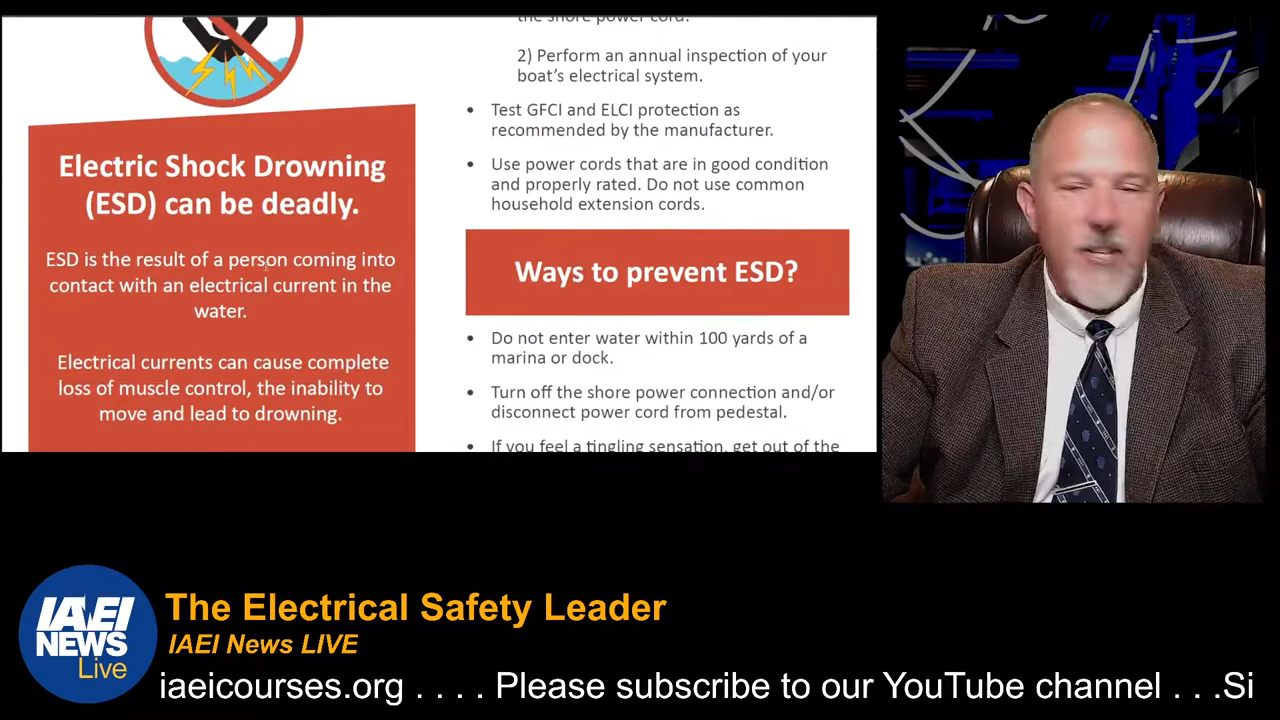 the shore power cord.
2) Perform an annual inspection of your
boat's electrical system.
• Test GFCI and ELCI protection as
recommended by the manufacturer.
• Use power cords that are in good condition
and properly rated. Do not use common
household extension cords.
Electric Shock Drowning
(ESD) can be deadly.
ESD is the result of a person coming into
contact with an electrical current in the
water.
Electrical currents can cause complete
loss of muscle control, the inability to
move and lead to drowning.
Ways to prevent ESD?
• Do not enter water within 100 yards of a
marina or dock.
• Turn off the shore power connection and/or
disconnect power cord from pedestal.
• If you feel a tingling sensation, get out of the
IAEI
NEWS
Live
The Electrical Safety Leader
IAEI News LIVE
iaeicourses.org . . . . Please subscribe to our YouTube channel . . .Si